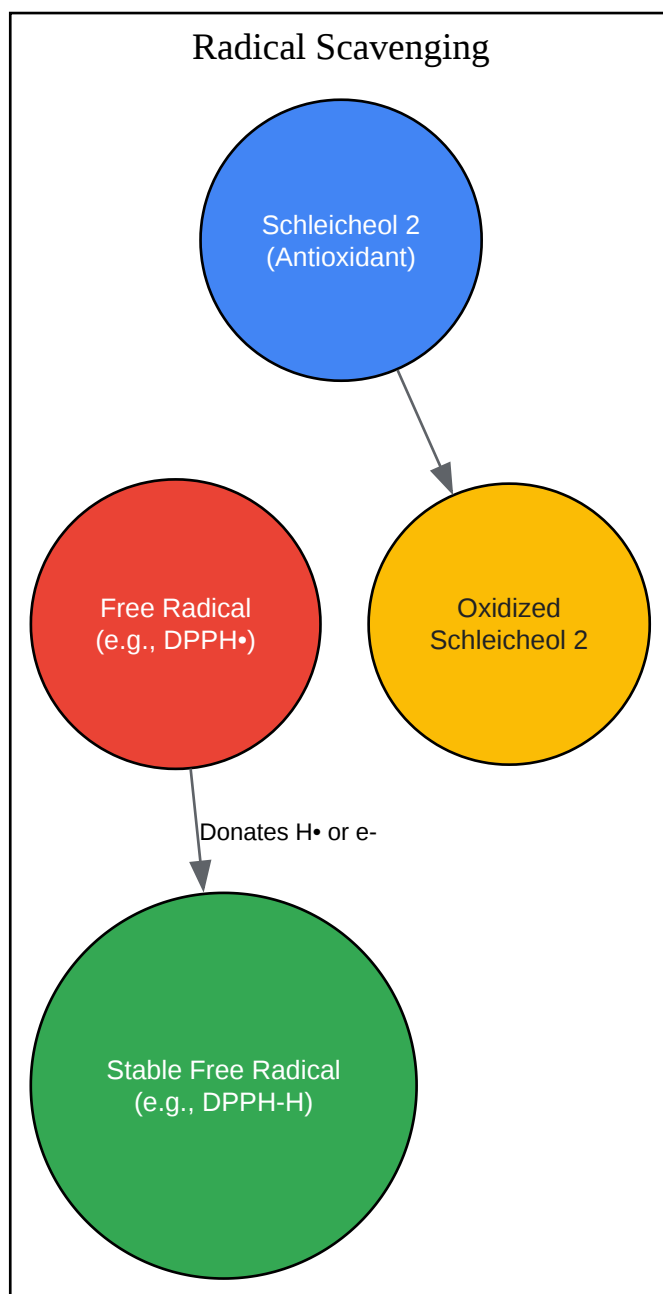 Radical Scavenging
Schleicheol 2
(Antioxidant)
Free Radical
(e.g., DPPH•)
Oxidized
Schleicheol 2
Donates H• or e-
Stable Free Radical
(e.g., DPPH-H)